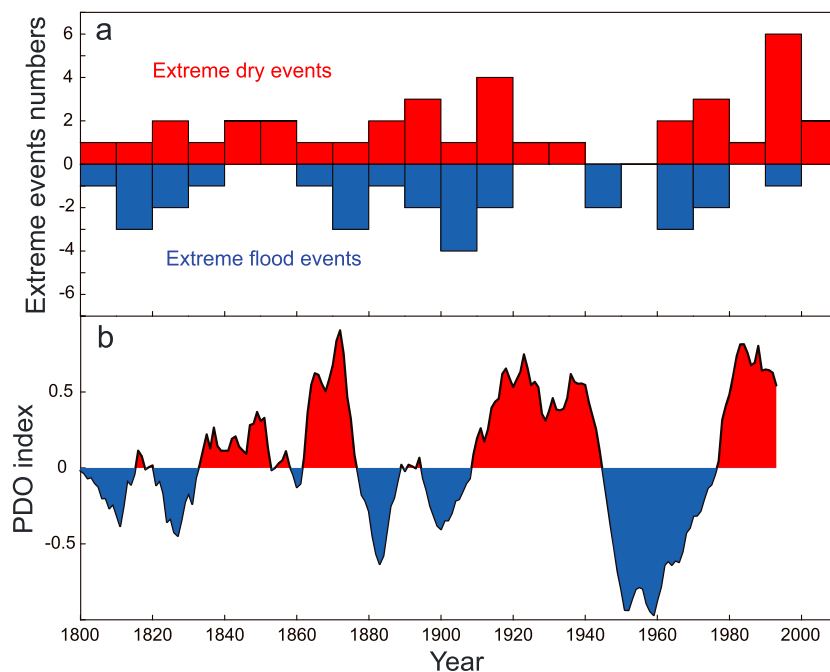 a
Extreme dry events
Extreme flood events
Extreme events numbers
6
4
2
0
-2
-4
-6
b
PDO index
0.5
0
-0.5
1800 1820 1840 1860 1880 1900 1920 1940 1960 1980 2000
Year